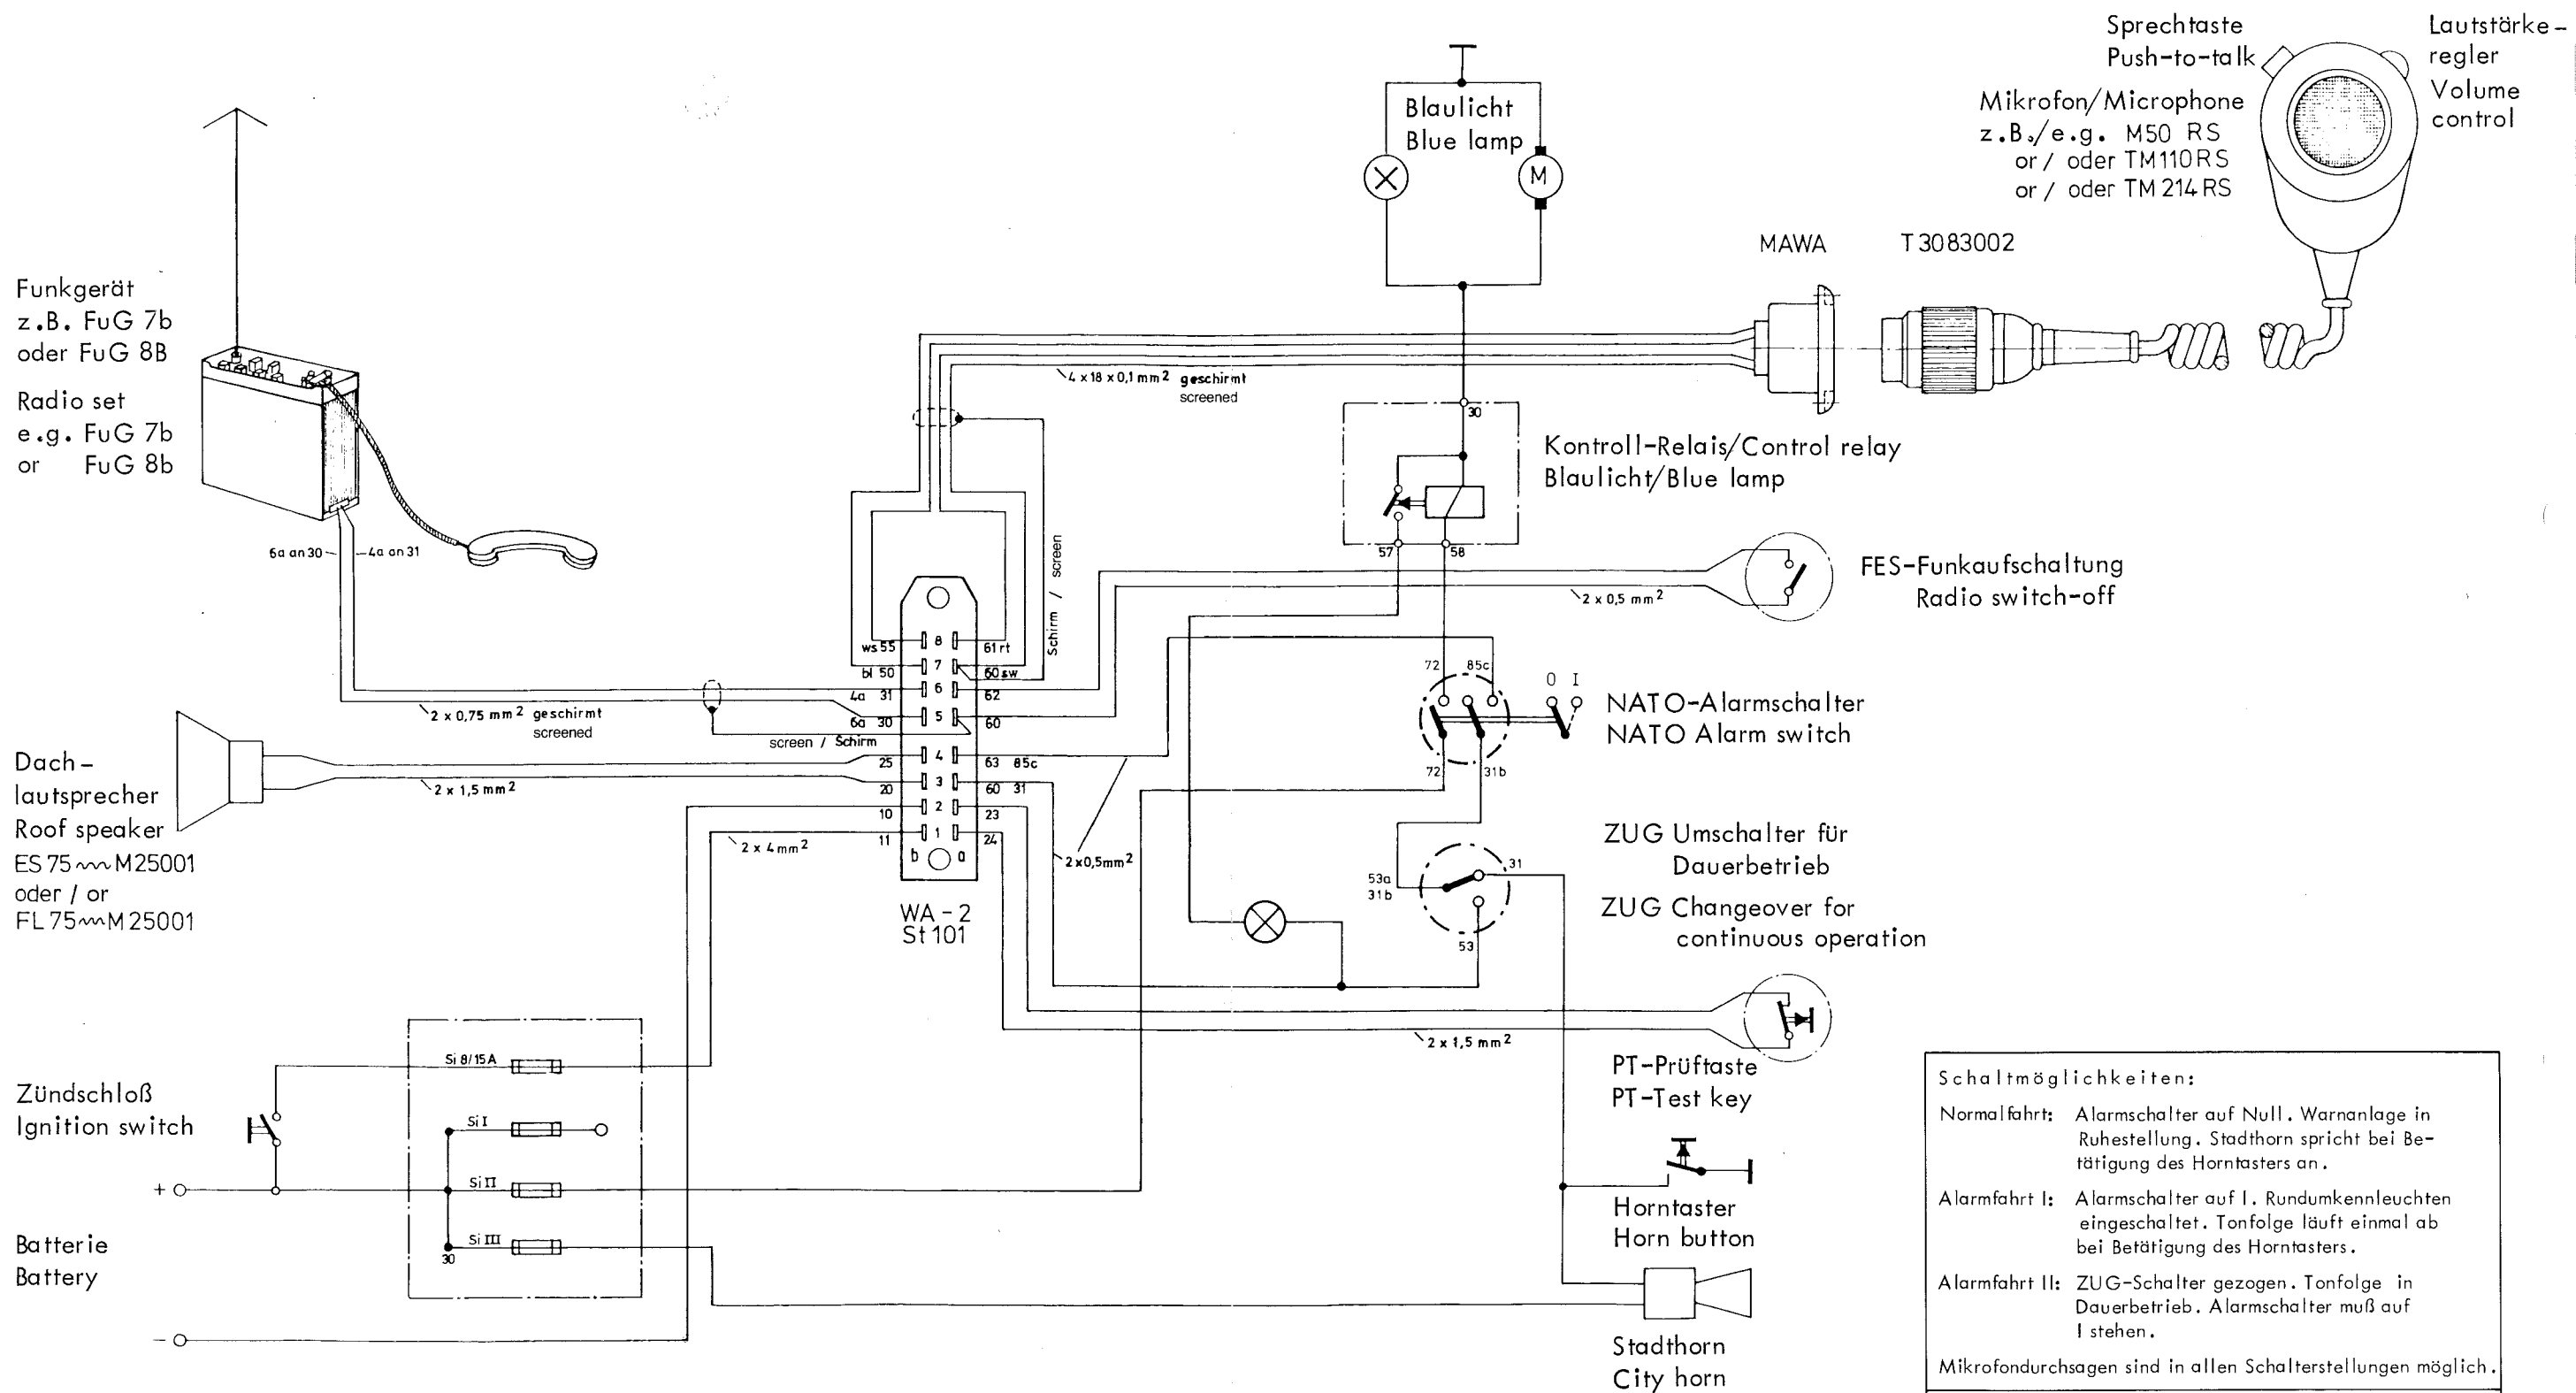 Sprechtaste
Push-to-talk
Lautstärke-
regler
Volume
control
Mikrofon/Microphone
z.B./e.g. M50 RS
or / oder TM110RS
or / oder TM 214 RS
Blaulicht
Blue lamp
M
MAWA
T3083002
Funkgerät
z.B. FuG 7b
oder FuG 8B
Radio set
e.g. FuG 7b
or FuG 8b
4 x 18 x 0,1 mm² geschirmt
screened
30
Kontroll-Relais/Control relay
Blaulicht/Blue lamp
57
58
6a an 30
4a an 31
Schirm / screen
FES-Funkaufschaltung
Radio switch-off
2 x 0,5 mm²
ws 55
8
61 rt
bl 50
7
60 sw
4a 31
6
62
6a 30
5
60
2 x 0,75 mm² geschirmt
screened
screen / Schirm
25
4
63 85c
20
3
60 31
10
2
23
11
1
24
b
a
WA - 2
St 101
72
85c
O I
NATO-Alarmschalter
NATO Alarm switch
72
31b
Dach-
lautsprecher
Roof speaker
ES 75 M25001
oder / or
FL 75 M25001
2 x 1,5 mm²
2 x 4 mm²
2 x 0,5 mm²
ZUG Umschalter für
Dauerbetrieb
ZUG Changeover for
continuous operation
31
53a
31b
53
2 x 1,5 mm²
PT-Prüftaste
PT-Test key
Zündschloß
Ignition switch
Si 8/15A
Si I
Si II
Si III
30
+
Batterie
Battery
-
Horntaster
Horn button
Stadthorn
City horn
Schaltmöglichkeiten:
Normalfahrt: Alarmschalter auf Null. Warnanlage in
Ruhestellung. Stadthorn spricht bei Be-
tätigung des Horntasters an.
Alarmfahrt I: Alarmschalter auf I. Rundumkennleuchten
eingeschaltet. Tonfolge läuft einmal ab
bei Betätigung des Horntasters.
Alarmfahrt II: ZUG-Schalter gezogen. Tonfolge in
Dauerbetrieb. Alarmschalter muß auf
I stehen.
Mikrofondurchsagen sind in allen Schalterstellungen möglich.